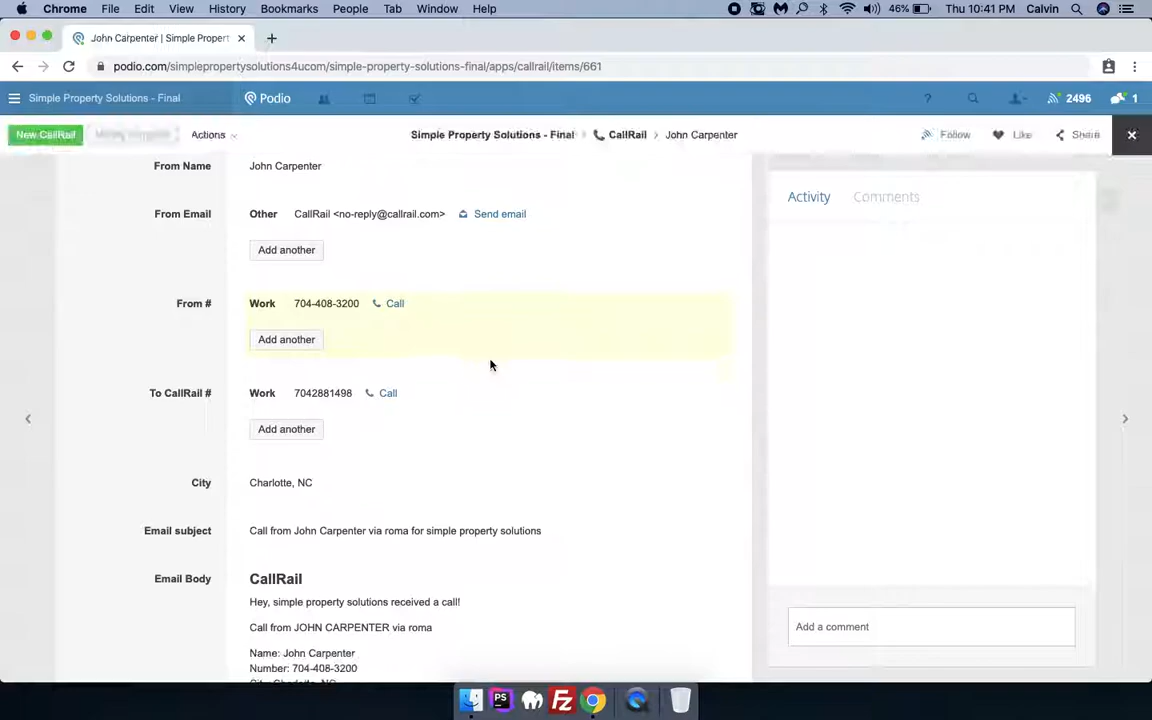 Chrome File Edit View History Bookmarks People Tab Window Help 46% Thu 10:41 PM Calvin
John Carpenter | Simple Propert
podio.com/simplepropertysolutions4ucom/simple-property-solutions-final/apps/callrail/items/661
Simple Property Solutions - Final Podio 2496 1
New CallRail Actions Simple Property Solutions - Final CallRail John Carpenter Follow Like Share
From Name John Carpenter
Activity Comments
From Email Other CallRail <no-reply@callrail.com> Send email
Add another
From # Work 704-408-3200 Call
Add another
To CallRail # Work 7042881498 Call
Add another
City Charlotte, NC
Email subject Call from John Carpenter via roma for simple property solutions
Email Body CallRail
Hey, simple property solutions received a call!
Call from JOHN CARPENTER via roma
Name: John Carpenter
Number: 704-408-3200
Add a comment
PS
Fz